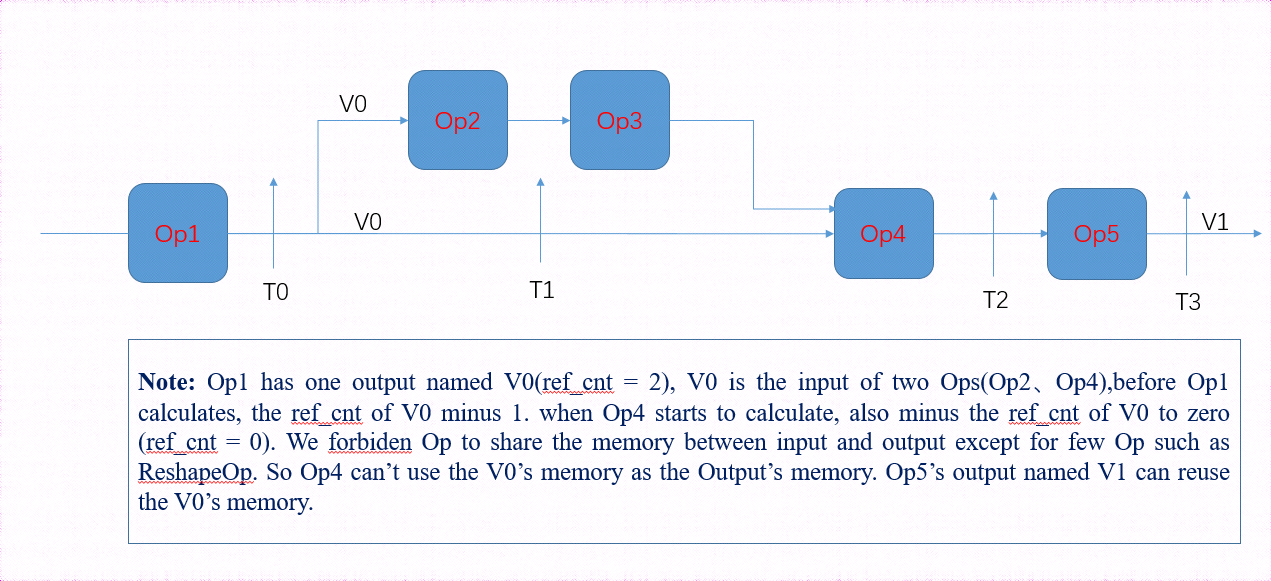 V0
Op2
Op3
Op1
V0
Op4
Op5
V1
T0
T1
T2
T3
Note: Op1 has one output named V0(ref_cnt = 2), V0 is the input of two Ops(Op2、Op4),before Op1
calculates, the ref_cnt of V0 minus 1. when Op4 starts to calculate, also minus the ref_cnt of V0 to zero
(ref_cnt = 0). We forbiden Op to share the memory between input and output except for few Op such as
ReshapeOp. So Op4 can’t use the V0’s memory as the Output’s memory. Op5’s output named V1 can reuse
the V0’s memory.